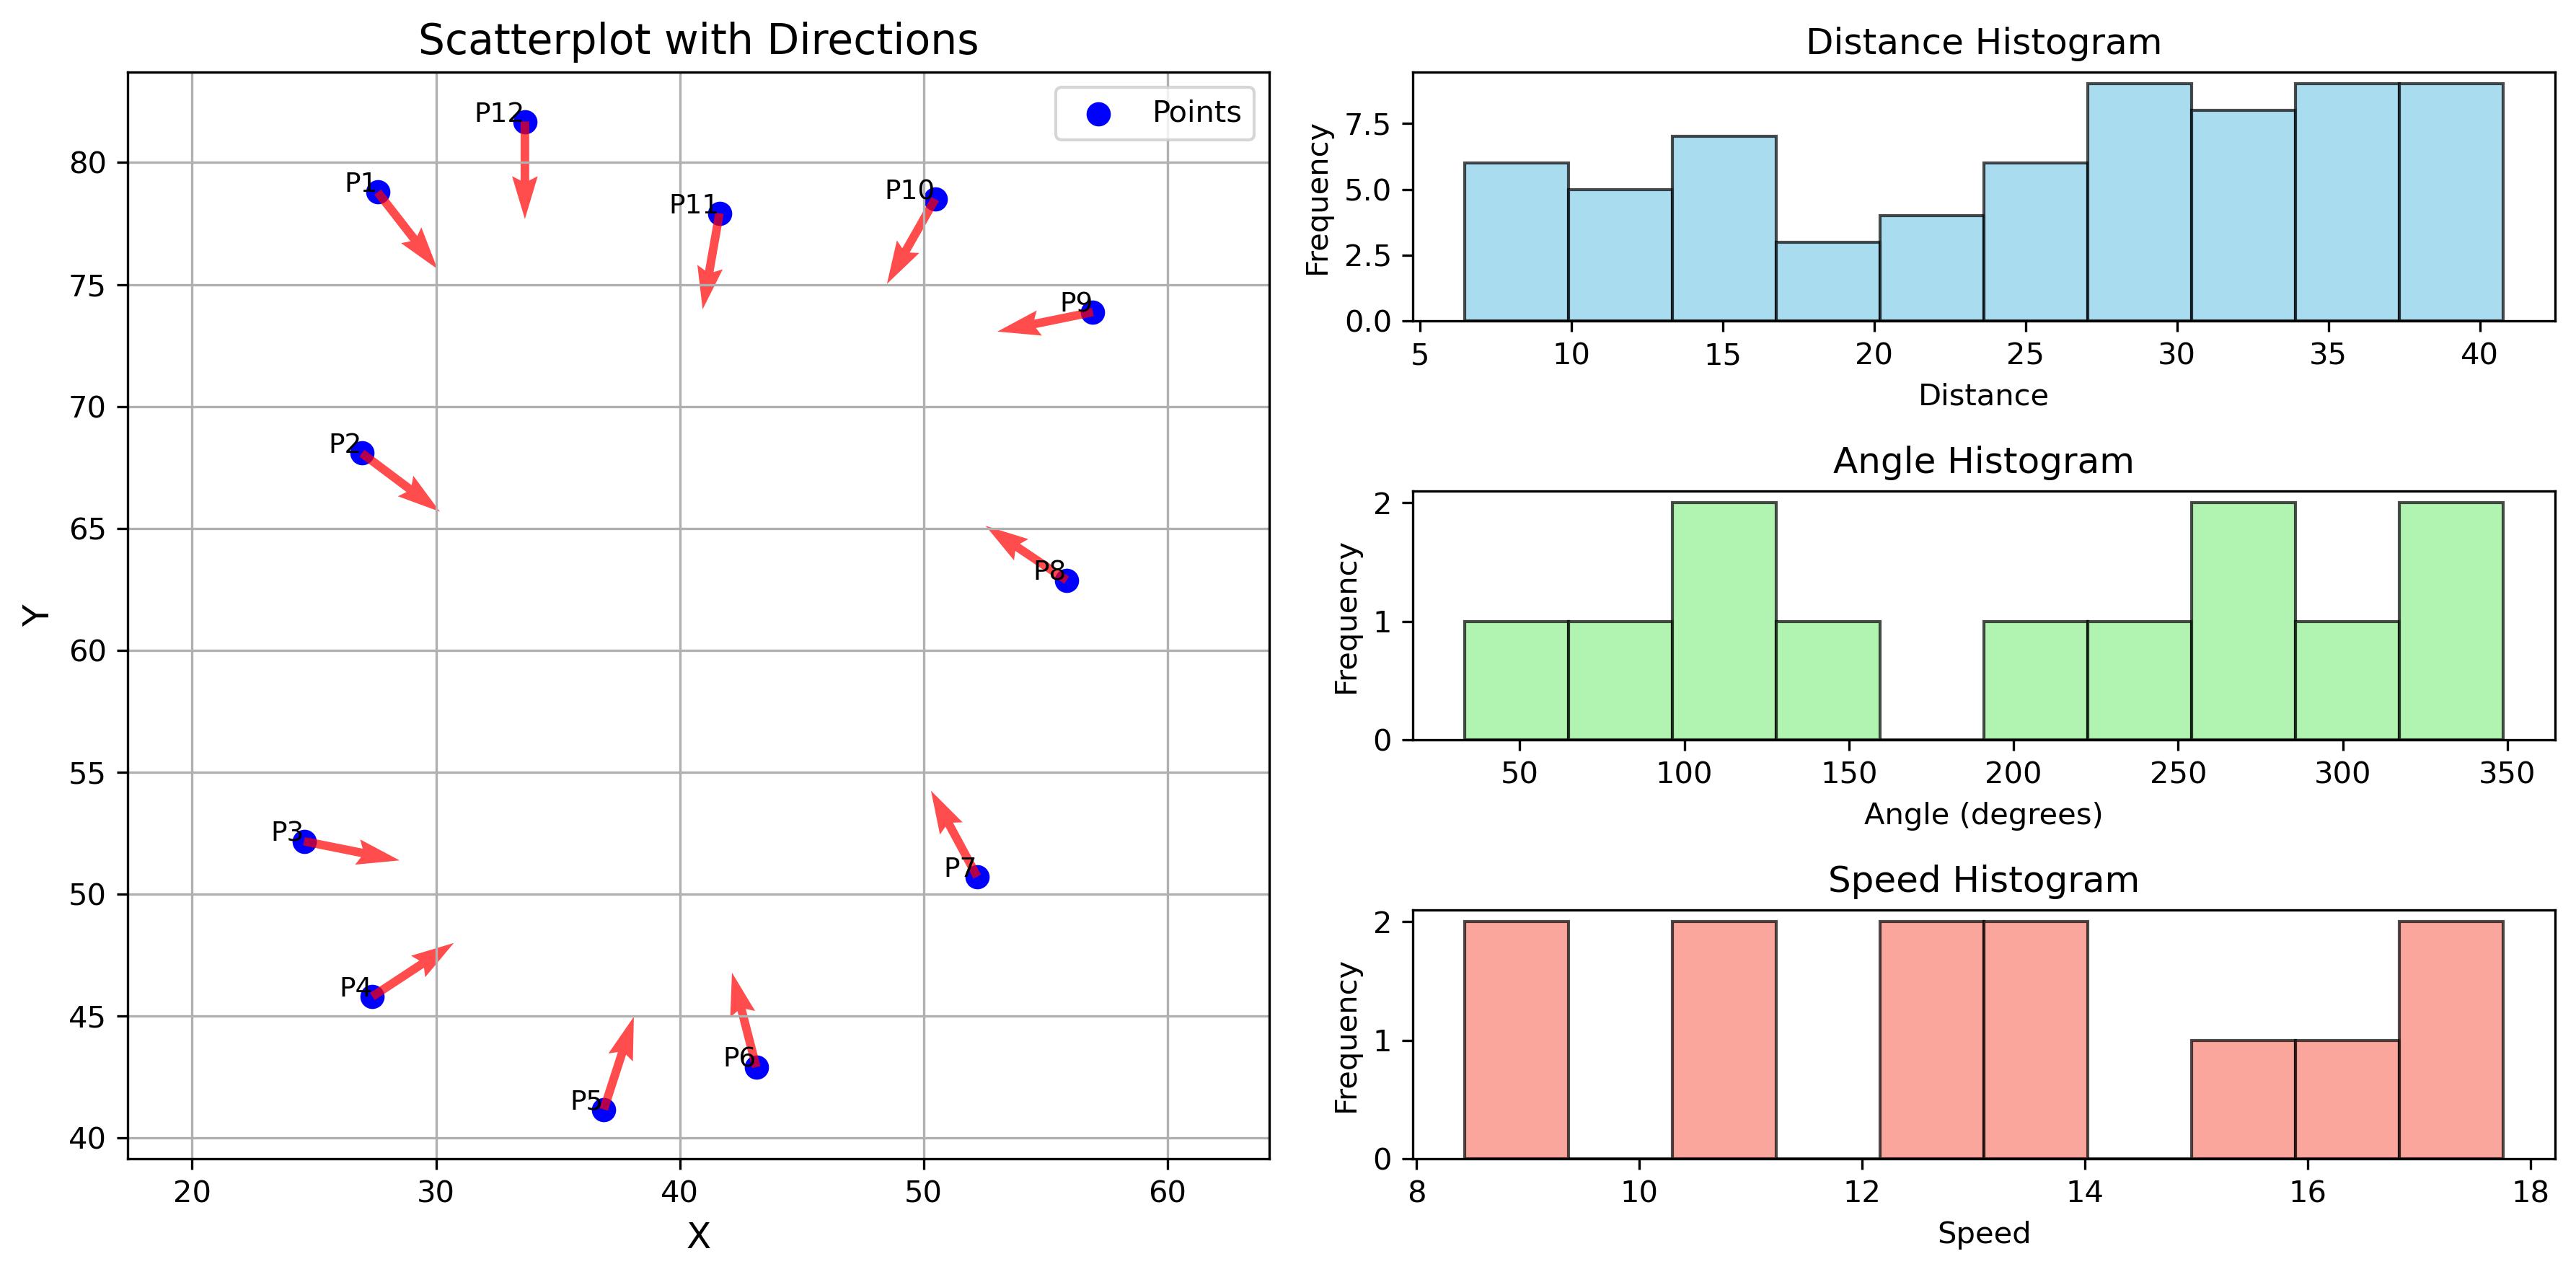 Scatterplot with Directions
Points
P12
P1
P11
P10
P9
P2
P8
P3
P7
P4
P6
P5
80
75
70
65
60
55
50
45
40
Y
20 30 40 50 60
X
Distance Histogram
7.5
5.0
2.5
0.0
Frequency
5 10 15 20 25 30 35 40
Distance
Angle Histogram
2
1
0
Frequency
50 100 150 200 250 300 350
Angle (degrees)
Speed Histogram
2
1
0
Frequency
8 10 12 14 16 18
Speed